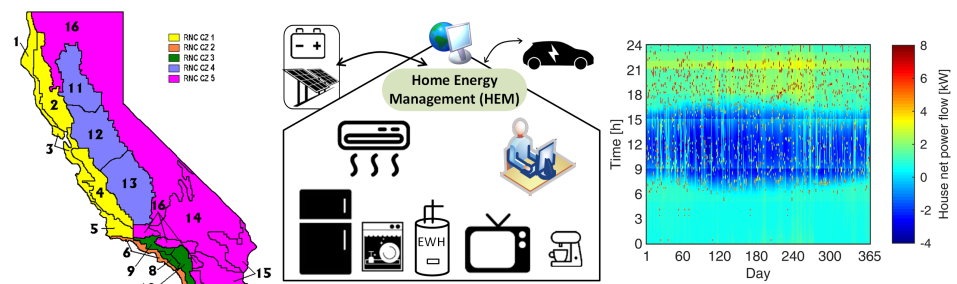 16
RNC CZ 1
RNC CZ 2
RNC CZ 3
RNC CZ 4
RNC CZ 5
1
11
2
12
3
13
4
16
14
5
6
9
8
15
Home Energy
Management (HEM)
EWH
24
21
18
15
12
9
6
3
0
Time [h]
1 60 120 180 240 300 365
Day
8
6
4
2
0
-2
-4
House net power flow [kW]